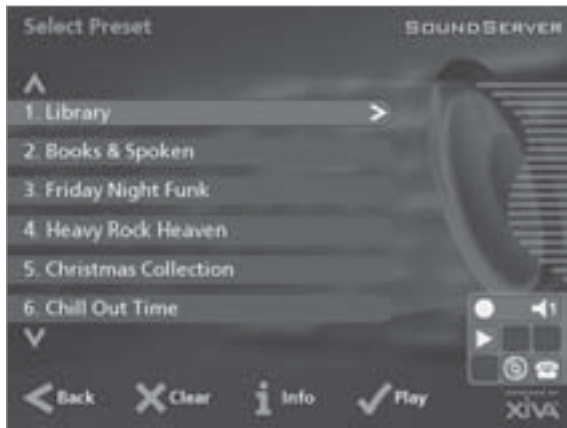 Select Preset
SOUNDSERVER
1. Library
2. Books & Spoken
3. Friday Night Funk
4. Heavy Rock Heaven
5. Christmas Collection
6. Chill Out Time
1
Back Clear Info Play
XiVA